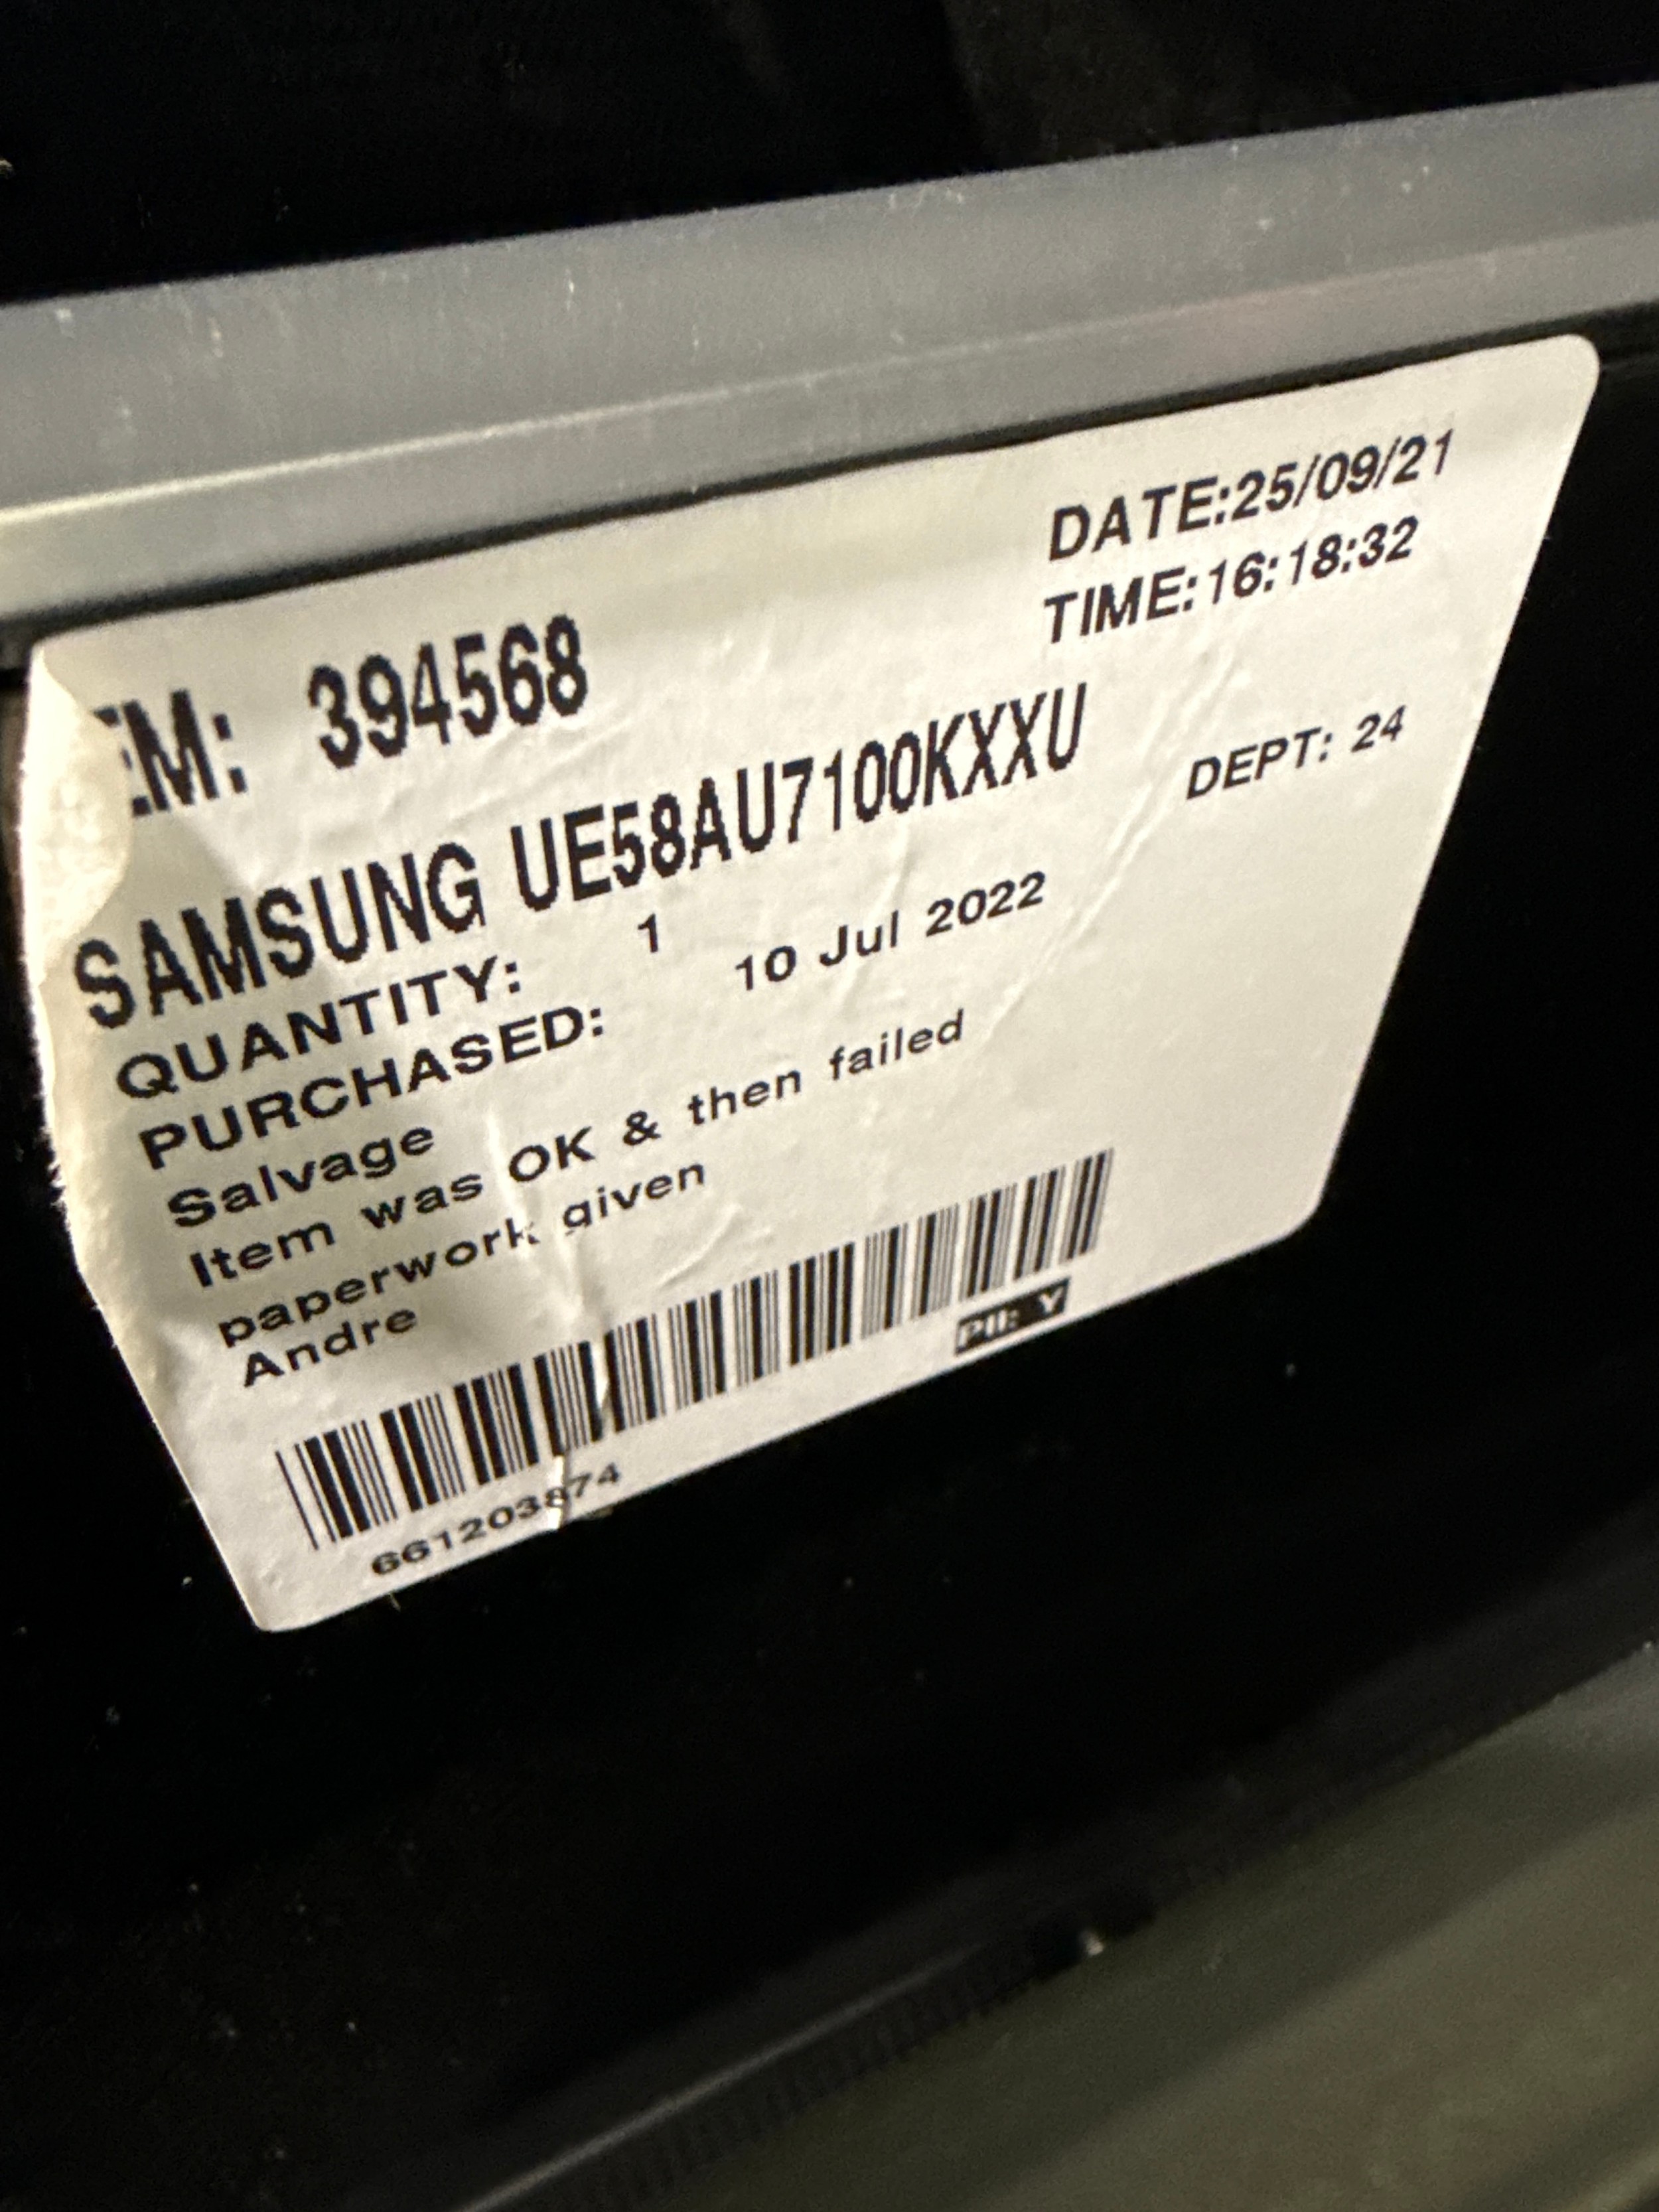 EM: 394568
DATE:25/09/21
TIME:16:18:32
SAMSUNG UE58AU7100KXXU
DEPT: 24
QUANTITY: 1
PURCHASED: 10 Jul 2022
Salvage
Item was OK & then failed
paperwork given
Andre
PII: Y
661203874